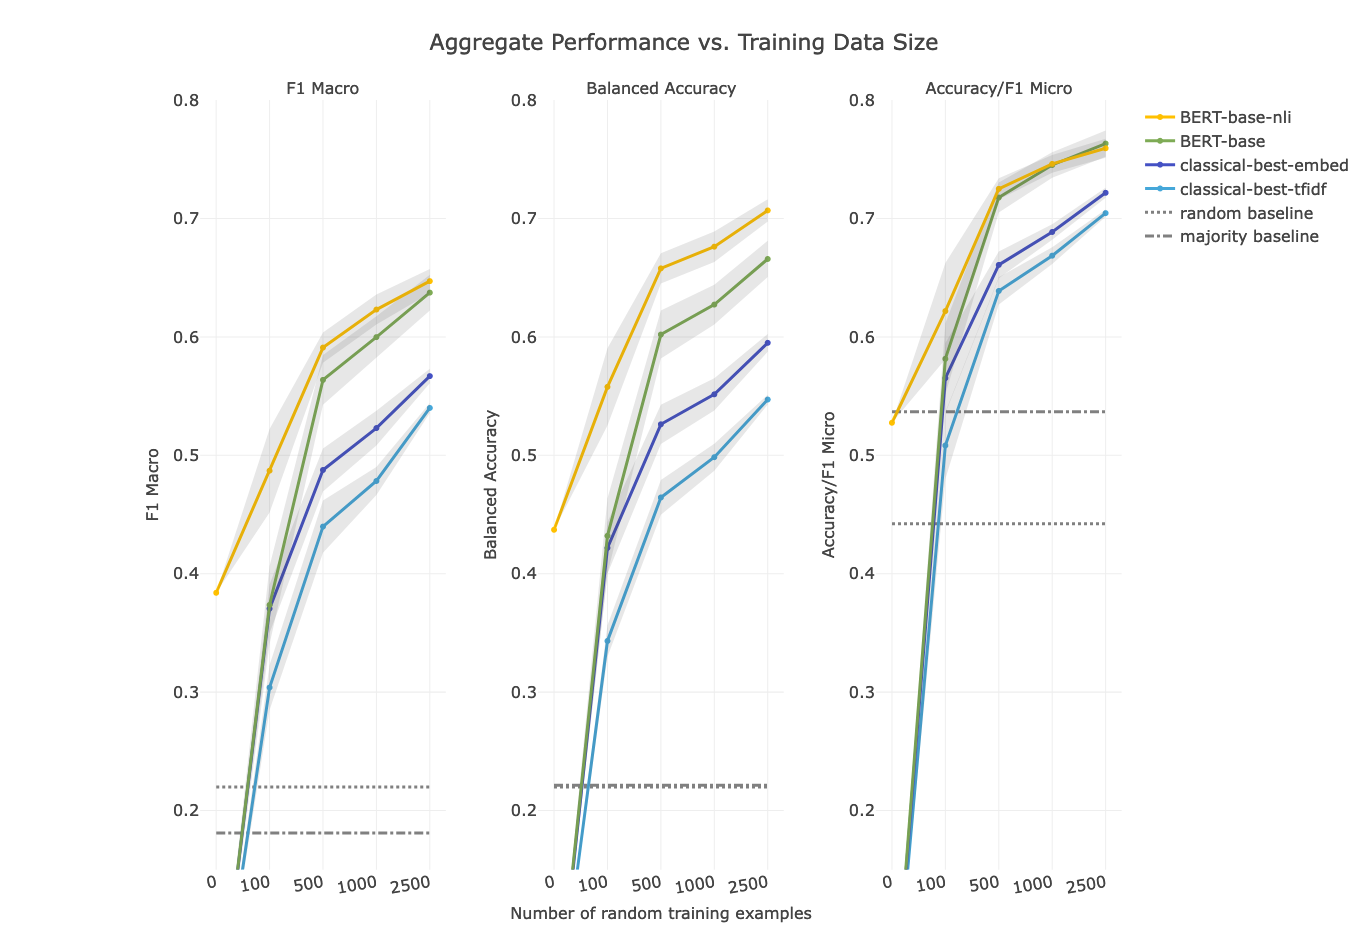 Aggregate Performance vs. Training Data Size
F1 Macro
Balanced Accuracy
Accuracy/F1 Micro
F1 Macro
0.8
0.7
0.6
0.5
0.4
0.3
0.2
0
100
500
1000
2500
Balanced Accuracy
0.8
0.7
0.6
0.5
0.4
0.3
0.2
0
100
500
1000
2500
Accuracy/F1 Micro
0.8
0.7
0.6
0.5
0.4
0.3
0.2
0
100
500
1000
2500
Number of random training examples
BERT-base-nli
BERT-base
classical-best-embed
classical-best-tfidf
random baseline
majority baseline